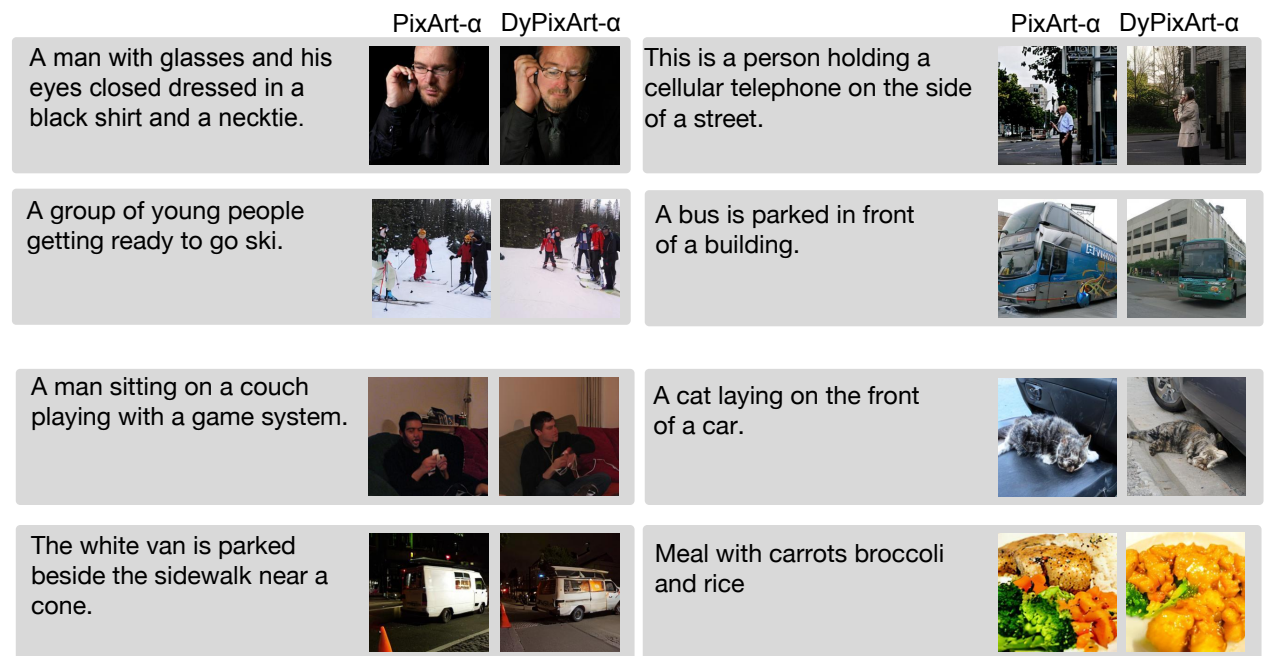 PixArt-α DyPixArt-α
PixArt-α DyPixArt-α
A man with glasses and his
eyes closed dressed in a
black shirt and a necktie.
This is a person holding a
cellular telephone on the side
of a street.
A group of young people
getting ready to go ski.
A bus is parked in front
of a building.
A man sitting on a couch
playing with a game system.
A cat laying on the front
of a car.
The white van is parked
beside the sidewalk near a
cone.
Meal with carrots broccoli
and rice